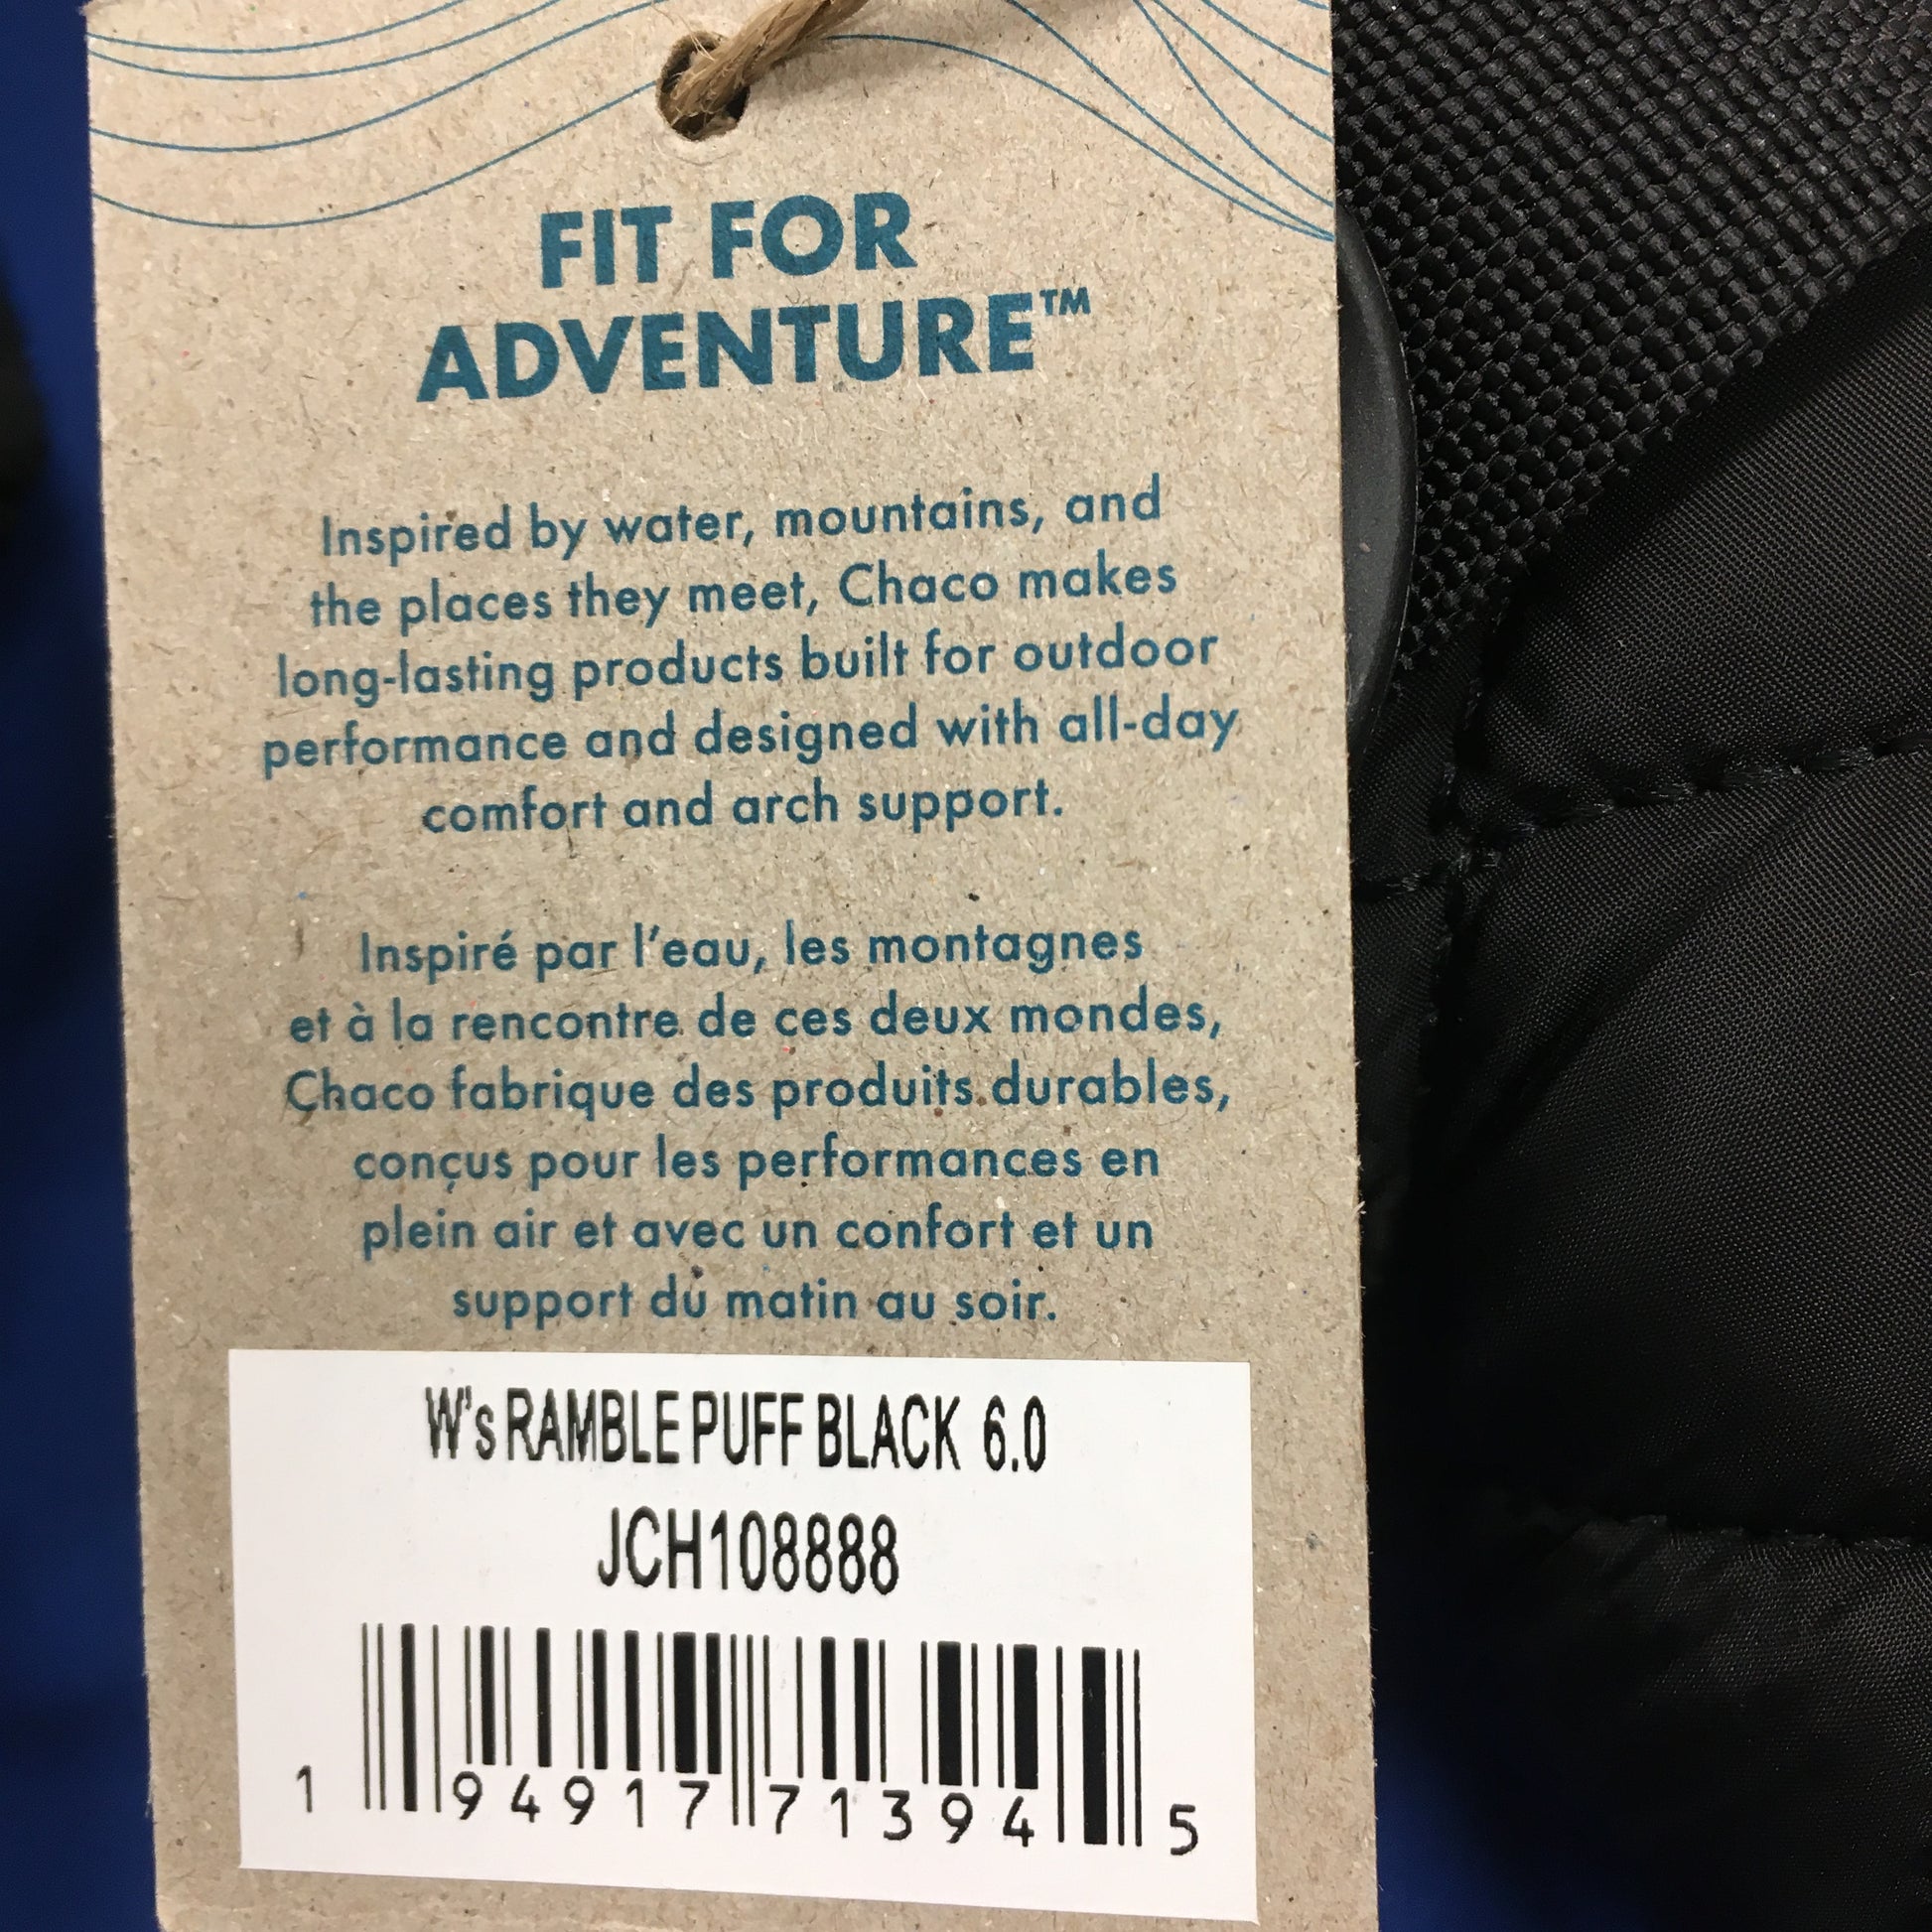 FIT FOR
ADVENTURE™
Inspired by water, mountains, and
the places they meet, Chaco makes
long-lasting products built for outdoor
performance and designed with all-day
comfort and arch support.
Inspiré par l'eau, les montagnes
et à la rencontre de ces deux mondes,
Chaco fabrique des produits durables,
conçus pour les performances en
plein air et avec un confort et un
support du matin au soir.
W's RAMBLE PUFF BLACK 6.0
JCH108888
1 94917 71394 5